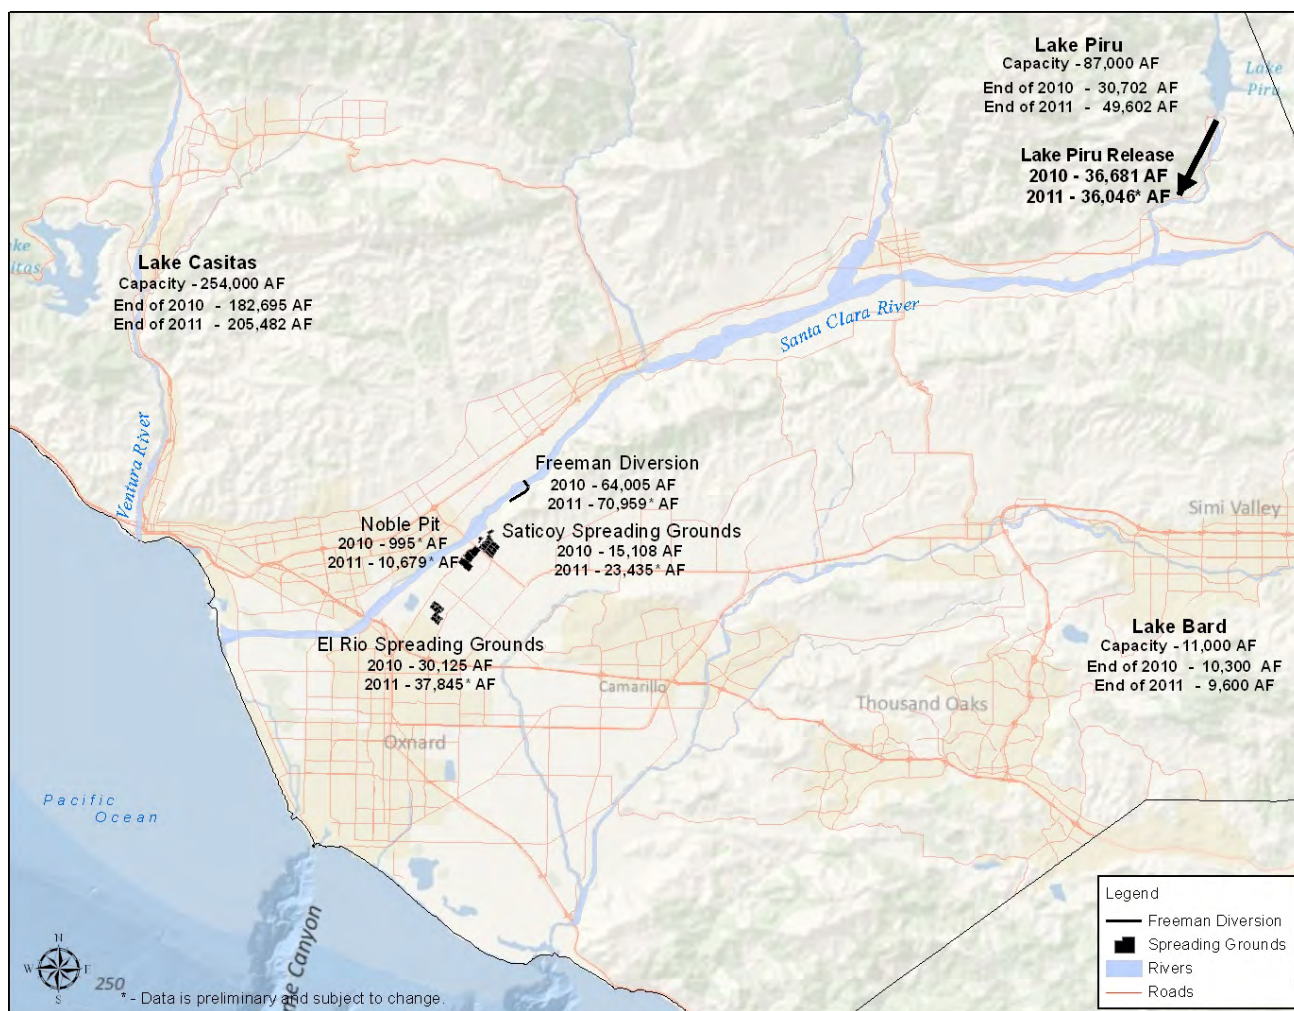 Lake Piru
Capacity - 87,000 AF
End of 2010 - 30,702 AF
End of 2011 - 49,602 AF
Lake
Piru
Lake Piru Release
2010 - 36,681 AF
2011 - 36,046* AF
ke
itas
Lake Casitas
Capacity - 254,000 AF
End of 2010 - 182,695 AF
End of 2011 - 205,482 AF
Santa Clara River
Ventura River
Freeman Diversion
2010 - 64,005 AF
2011 - 70,959* AF
Noble Pit
2010 - 995* AF
2011 - 10,679* AF
Saticoy Spreading Grounds
2010 - 15,108 AF
2011 - 23,435* AF
Simi Valley
El Rio Spreading Grounds
2010 - 30,125 AF
2011 - 37,845* AF
Lake Bard
Capacity - 11,000 AF
End of 2010 - 10,300 AF
End of 2011 - 9,600 AF
Camarillo
Thousand Oaks
Oxnard
Pacific
Ocean
me Canyon
N
W E
S
250
* - Data is preliminary and subject to change.
Legend
Freeman Diversion
Spreading Grounds
Rivers
Roads